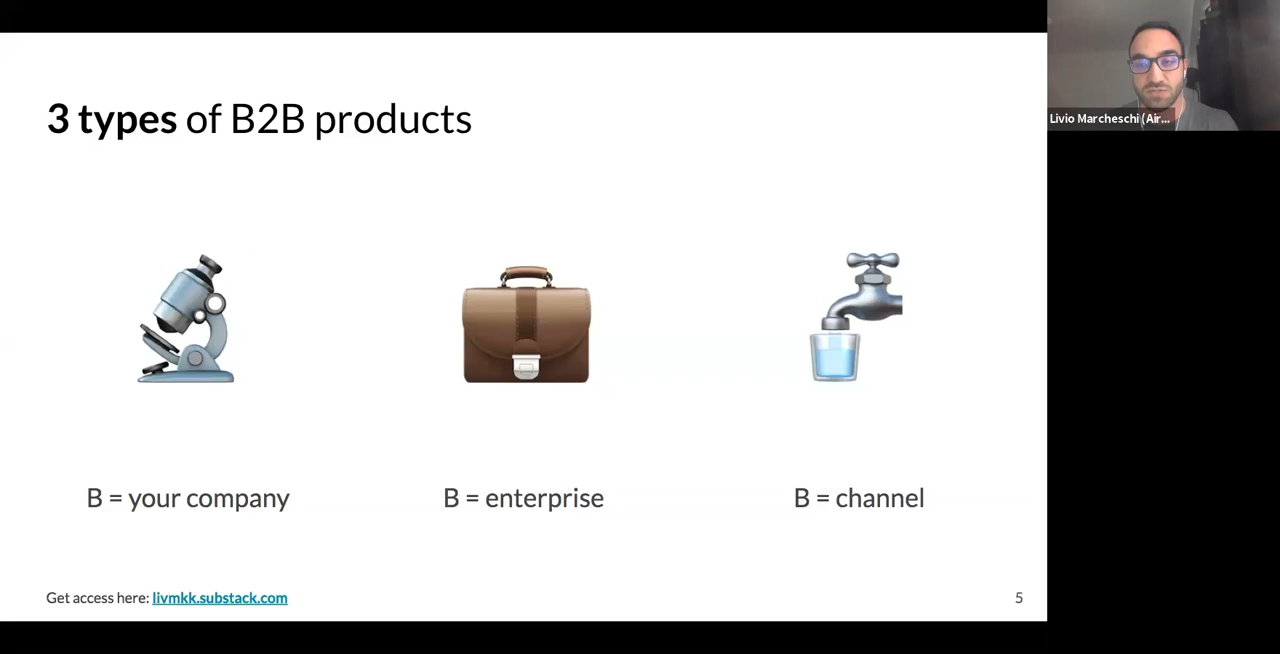 3 types of B2B products
Livio Marcheschi (Air...
B = your company
B = enterprise
B = channel
Get access here: livmkk.substack.com
5